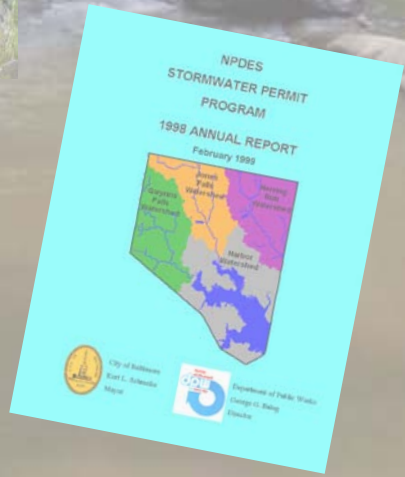 NPDES
STORMWATER PERMIT
PROGRAM
1998 ANNUAL REPORT
February 1999
Jones
Falls
Watershed
Herring
Run
Watershed
Gwynns
Falls
Watershed
Harbor
Watershed
City of Baltimore
Kurt L. Schmoke
Mayor
Department of Public Works
George G. Balog
Director